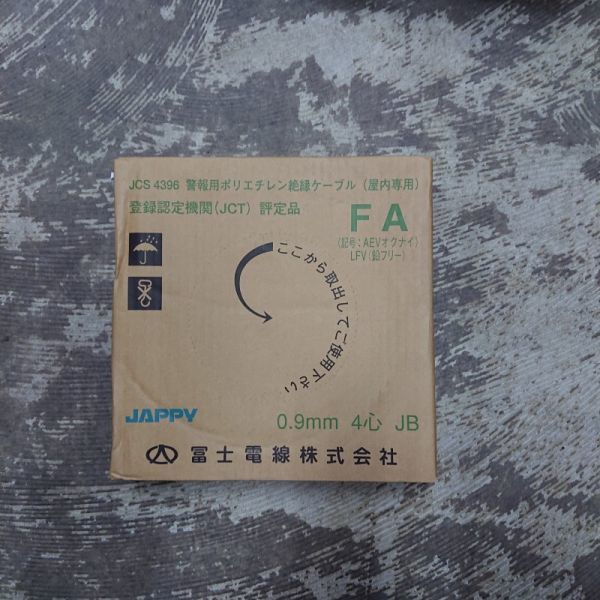 JCS 4396 警報用ポリエチレン絶縁ケーブル（屋内専用）
登録認定機関（JCT）評定品
FA
（記号：AEVオクナイ）
LFV（鉛フリー）
ここから取出してご使用下さい
JAPPY
0.9mm 4心 JB
冨士電線株式会社